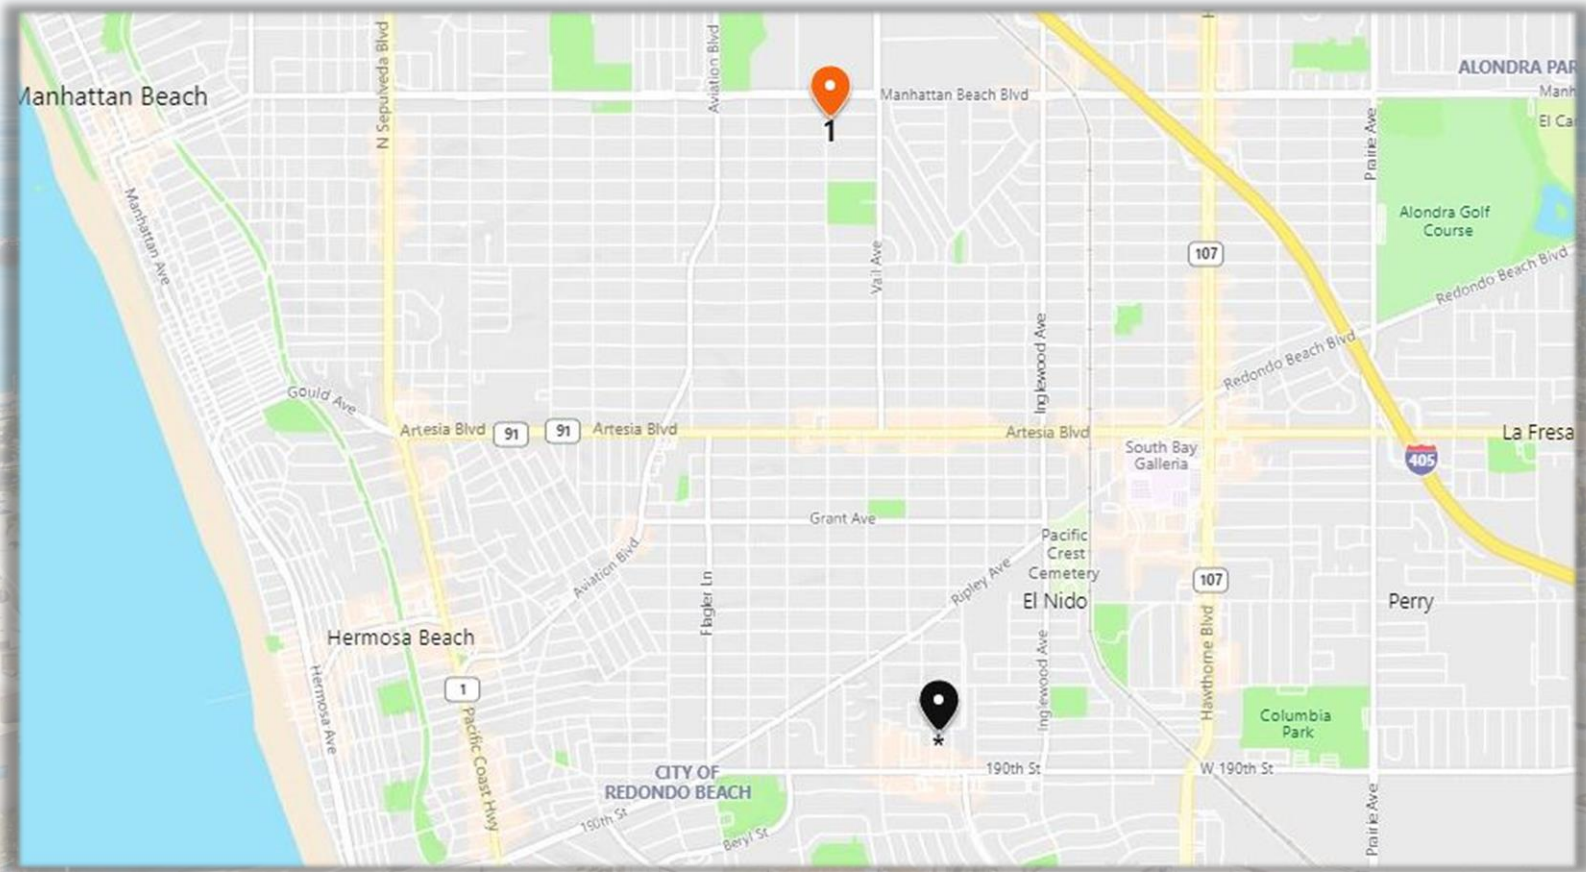 Manhattan Beach
N Sepulveda Blvd
Aviation Blvd
1
Manhattan Beach Blvd
ALONDRA PAR
Manh
El Ca
Prairie Ave
Manhattan Ave
Vail Ave
107
Alondra Golf
Course
Redondo Beach Blvd
Inglewood Ave
Redondo Beach Blvd
Gould Ave
Artesia Blvd
91
91
Artesia Blvd
Artesia Blvd
La Fresa
South Bay
Galleria
405
Grant Ave
Aviation Blvd
Flagler Ln
Ripley Ave
Pacific
Crest
Cemetery
El Nido
107
Perry
Hermosa Beach
Hermosa Ave
1
Pacific Coast Hwy
Inglewood Ave
Hawthorne Blvd
Columbia
Park
*
CITY OF
REDONDO BEACH
190th St
W 190th St
190th St
Beryl St
Prairie Ave